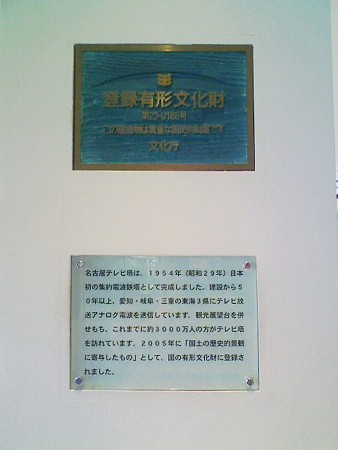 登録有形文化財
第23-0166号
この建造物は貴重な国民的財産です
文化庁
名古屋テレビ塔は、1954年（昭和29年）日本
初の集約電波鉄塔として完成しました。建設から5
0年以上、愛知・岐阜・三重の東海3県にテレビ放
送アナログ電波を送信しています。観光展望台を併
せもち、これまでに約3000万人の方がテレビ塔
を訪れています。2005年に「国土の歴史的景観
に寄与したもの」として、国の有形文化財に登録さ
れました。